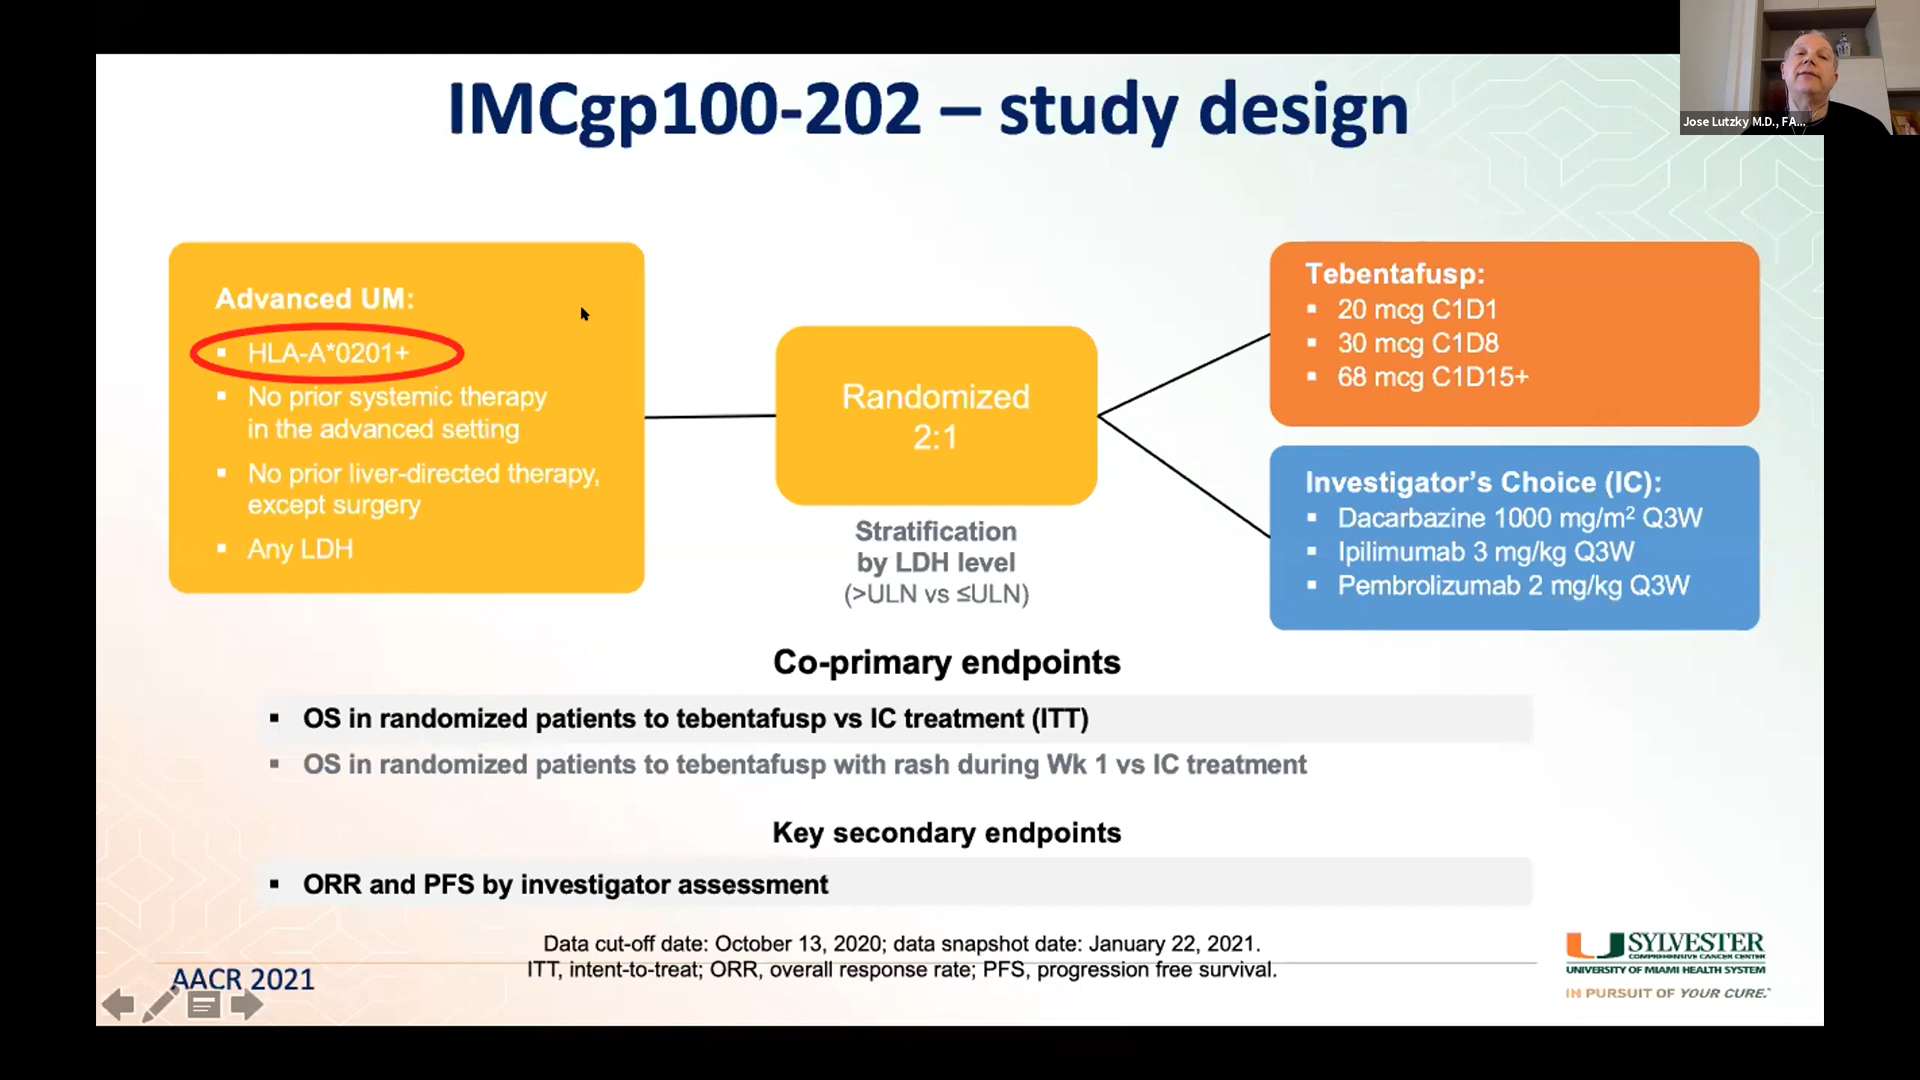 IMCgp100-202 – study design
Jose Lutzky M.D., FA...
Advanced UM:
▪ HLA-A*0201+
▪ No prior systemic therapy
in the advanced setting
▪ No prior liver-directed therapy,
except surgery
▪ Any LDH
Randomized
2:1
Stratification
by LDH level
(>ULN vs ≤ULN)
Tebentafusp:
▪ 20 mcg C1D1
▪ 30 mcg C1D8
▪ 68 mcg C1D15+
Investigator's Choice (IC):
▪ Dacarbazine 1000 mg/m² Q3W
▪ Ipilimumab 3 mg/kg Q3W
▪ Pembrolizumab 2 mg/kg Q3W
Co-primary endpoints
▪ OS in randomized patients to tebentafusp vs IC treatment (ITT)
▪ OS in randomized patients to tebentafusp with rash during Wk 1 vs IC treatment
Key secondary endpoints
▪ ORR and PFS by investigator assessment
Data cut-off date: October 13, 2020; data snapshot date: January 22, 2021.
ITT, intent-to-treat; ORR, overall response rate; PFS, progression free survival.
AACR 2021
SYLVESTER
COMPREHENSIVE CANCER CENTER
UNIVERSITY OF MIAMI HEALTH SYSTEM
IN PURSUIT OF YOUR CURE.™